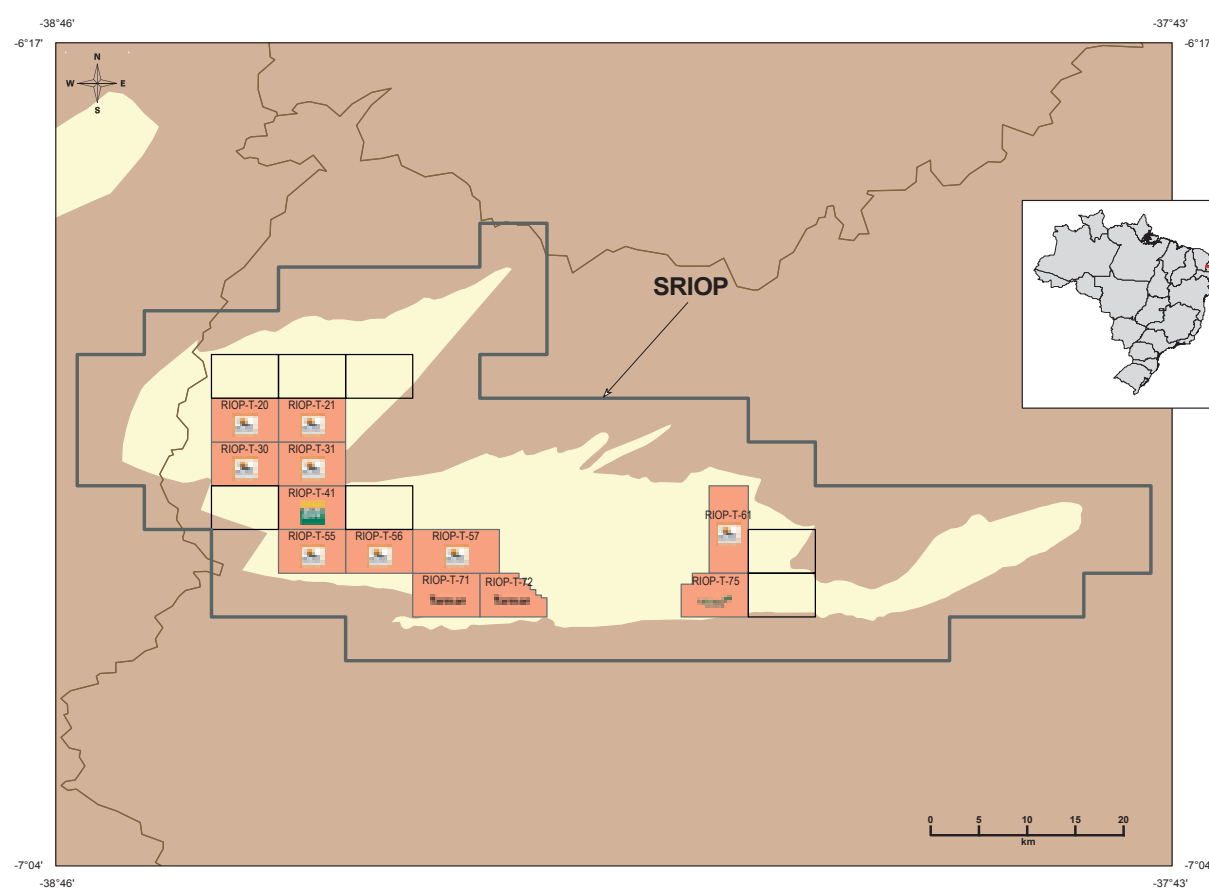 -38°46'
-37°43'
-6°17'
-6°17'
N
W E
S
SRIOP
RIOP-T-20
RIOP-T-21
RIOP-T-30
RIOP-T-31
RIOP-T-41
RIOP-T-61
RIOP-T-55
RIOP-T-56
RIOP-T-57
RIOP-T-71
RIOP-T-72
RIOP-T-75
0 5 10 15 20
km
-7°04'
-7°04'
-38°46'
-37°43'